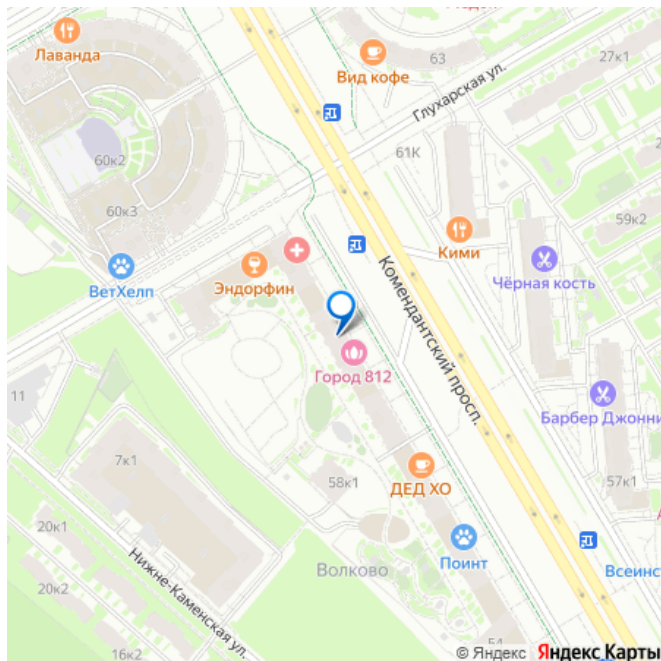 Лаванда
63
Вид кофе
27к1
Глухарская ул.
60к2
61К
60к3
59к2
Кими
ВетХелп
Эндорфин
Чёрная кость
Комендантский просп.
Город 812
11
Барбер Джонни
7к1
ДЕД ХО
58к1
57к1
20к1
Нижне-Каменская ул.
Поинт
Волково
Всеинс
20к2
16к2
54
© Яндекс Яндекс Карты